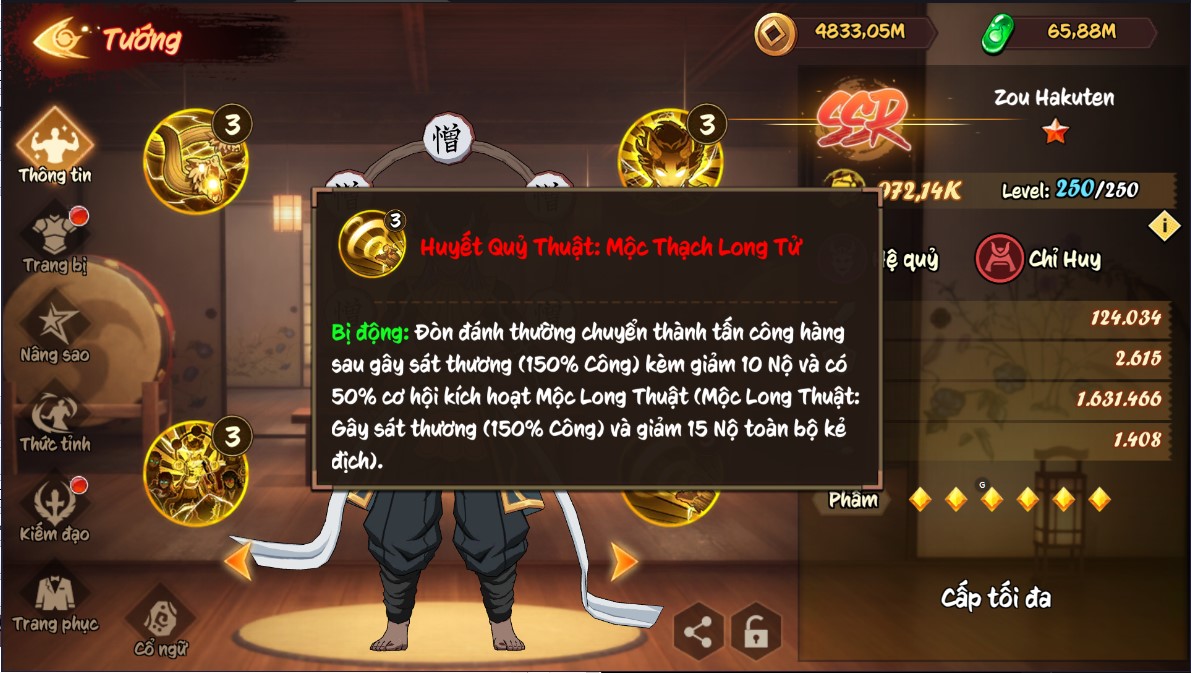 Tướng
4833,05M
65,88M
SSR
Zou Hakuten
Level: 250/250
Thông tin
Trang bị
Nâng sao
Thức tỉnh
Kiếm đạo
Trang phục
Cổ ngữ
3
3
3
憎
3
Huyết Quỷ Thuật: Mộc Thạch Long Tử
Bị động: Đòn đánh thường chuyển thành tấn công hàng
sau gây sát thương (150% Công) kèm giảm 10 Nộ và có
50% cơ hội kích hoạt Mộc Long Thuật (Mộc Long Thuật:
Gây sát thương (150% Công) và giảm 15 Nộ toàn bộ kẻ
địch).
072,14K
quỷ
Chỉ Huy
124.034
2.615
1.631.466
1.408
Phẩm
G
Cấp tối đa